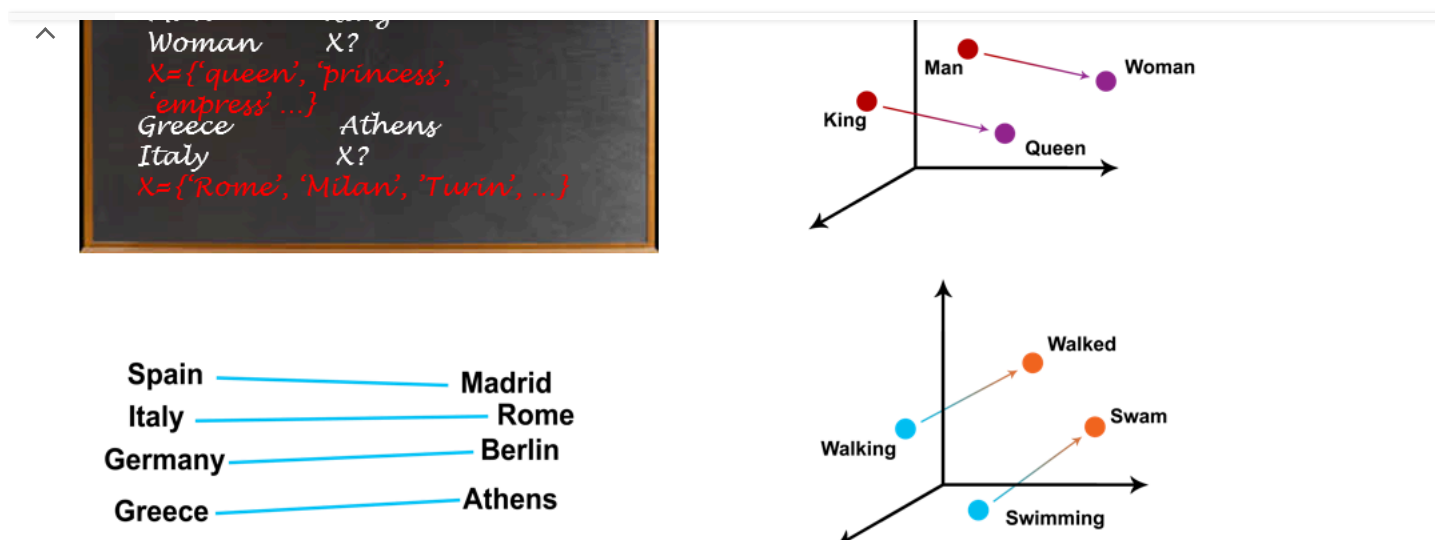 Woman X?
X={‘queen’, ‘princess’,
‘empress’ ...}
Greece Athens
Italy X?
X={‘Rome’, ‘Milan’, ’Turin’, ...}
Man
Woman
King
Queen
Spain Madrid
Italy Rome
Germany Berlin
Greece Athens
Walked
Swam
Walking
Swimming